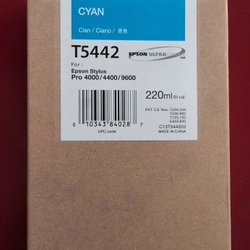 CYAN
Cian / Ciano / 青色
T5442
EPSON ULTRA
For :
Epson Stylus
Pro 4000/4400/9600
220ml
0 10343 84028 7
UPC code
C13T544200
MADE IN CHINA